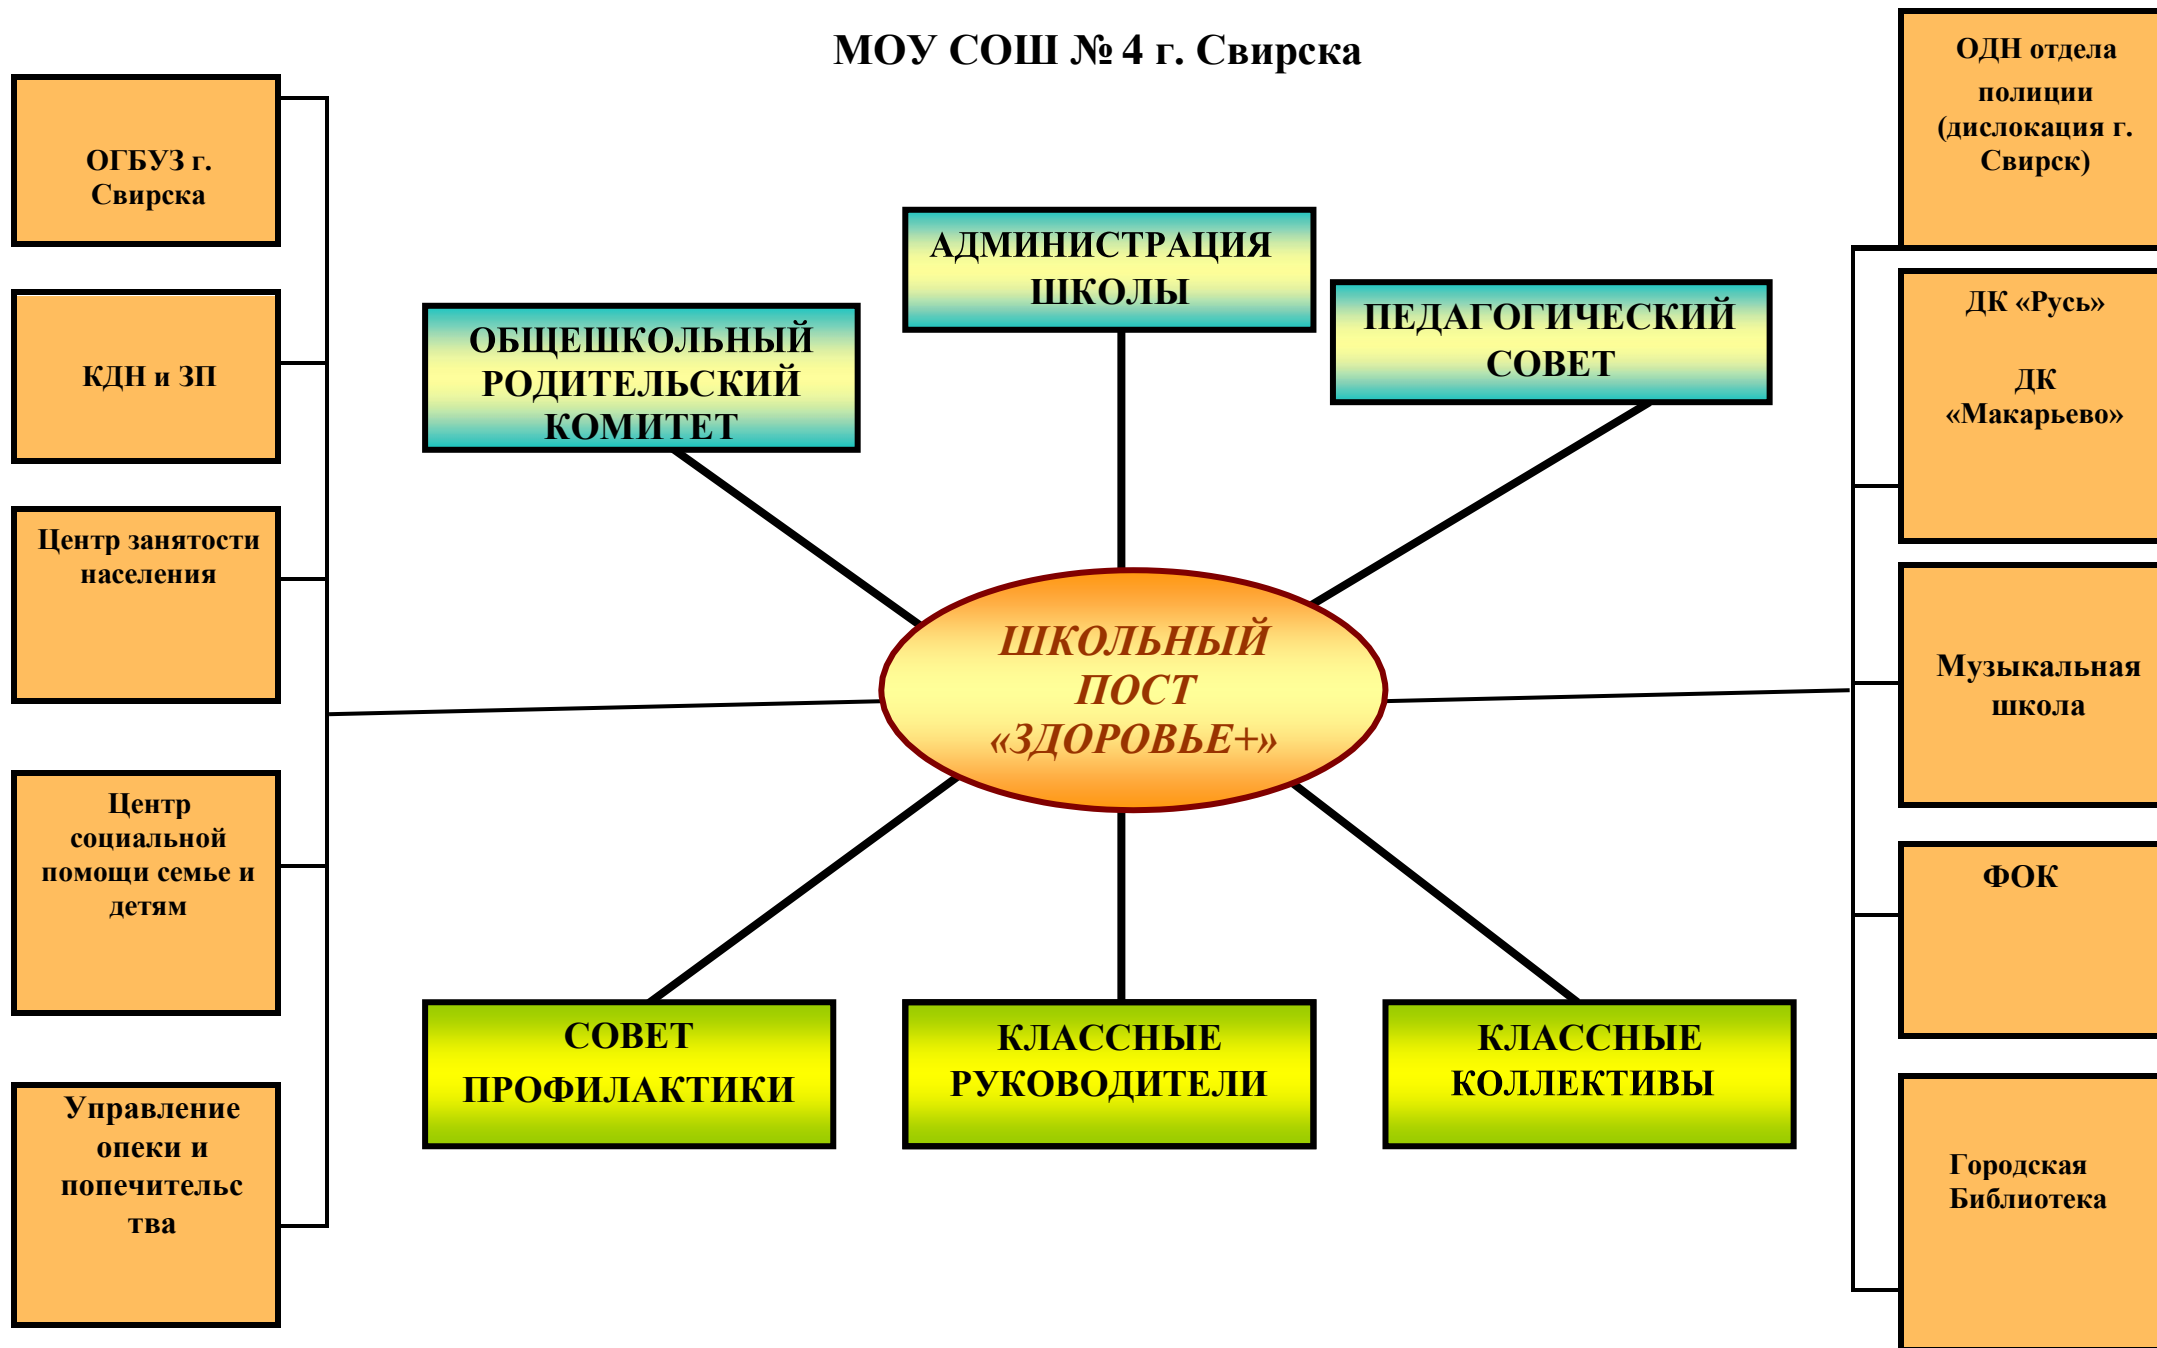 МОУ СОШ № 4 г. Свирска
ОГБУЗ г.
Свирска
КДН и ЗП
Центр занятости
населения
Центр
социальной
помощи семье и
детям
Управление
опеки и
попечительс
тва
ОБЩЕШКОЛЬНЫЙ
РОДИТЕЛЬСКИЙ
КОМИТЕТ
АДМИНИСТРАЦИЯ
ШКОЛЫ
ПЕДАГОГИЧЕСКИЙ
СОВЕТ
ШКОЛЬНЫЙ
ПОСТ
«ЗДОРОВЬЕ+»
СОВЕТ
ПРОФИЛАКТИКИ
КЛАССНЫЕ
РУКОВОДИТЕЛИ
КЛАССНЫЕ
КОЛЛЕКТИВЫ
ОДН отдела
полиции
(дислокация г.
Свирск)
ДК «Русь»
ДК
«Макарьево»
Музыкальная
школа
ФОК
Городская
Библиотека